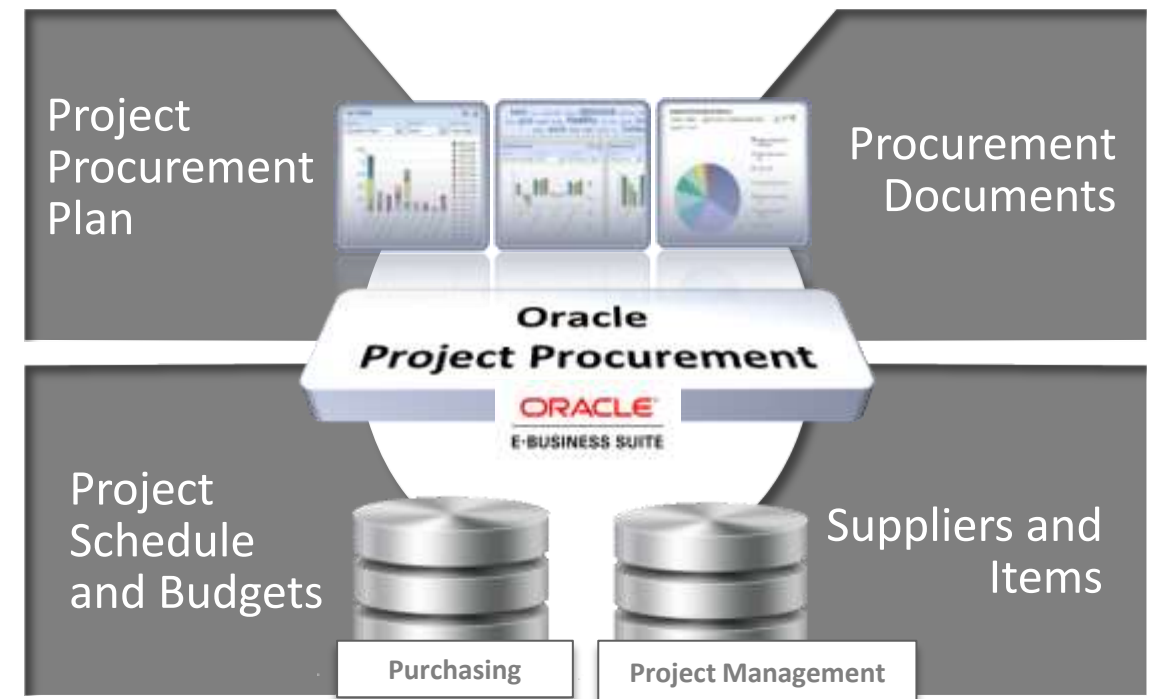 Project
Procurement
Plan
Procurement
Documents
Oracle
Project Procurement
ORACLE
E-BUSINESS SUITE
Project
Schedule
and Budgets
Suppliers and
Items
Purchasing
Project Management